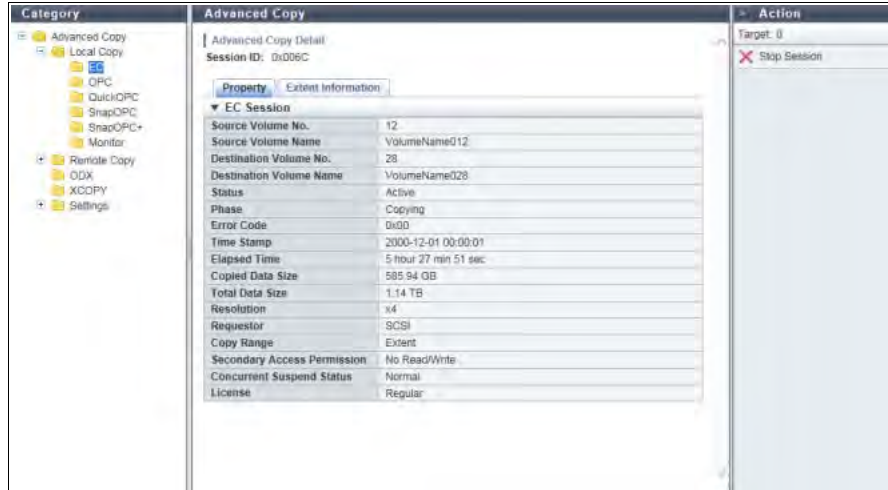 Category
Advanced Copy
Local Copy
EC
OPC
QuickOPC
SnapOPC
SnapOPC+
Monitor
Remote Copy
ODX
XCOPY
Settings
Advanced Copy
Advanced Copy Detail
Session ID: 0x006C
Property Extent Information
▼ EC Session
Source Volume No. 12
Source Volume Name VolumeName012
Destination Volume No. 28
Destination Volume Name VolumeName028
Status Active
Phase Copying
Error Code 0x00
Time Stamp 2000-12-01 00:00:01
Elapsed Time 5 hour 27 min 51 sec
Copied Data Size 585.94 GB
Total Data Size 1.14 TB
Resolution x4
Requestor SCSI
Copy Range Extent
Secondary Access Permission No Read/Write
Concurrent Suspend Status Normal
License Regular
Action
Target: 0
Stop Session